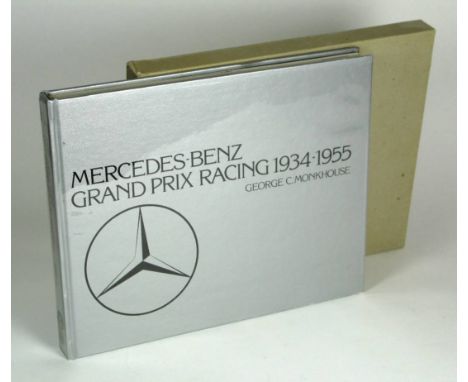 MERCEDES·BENZ
GRAND PRIX RACING 1934·1955
GEORGE C. MONKHOUSE